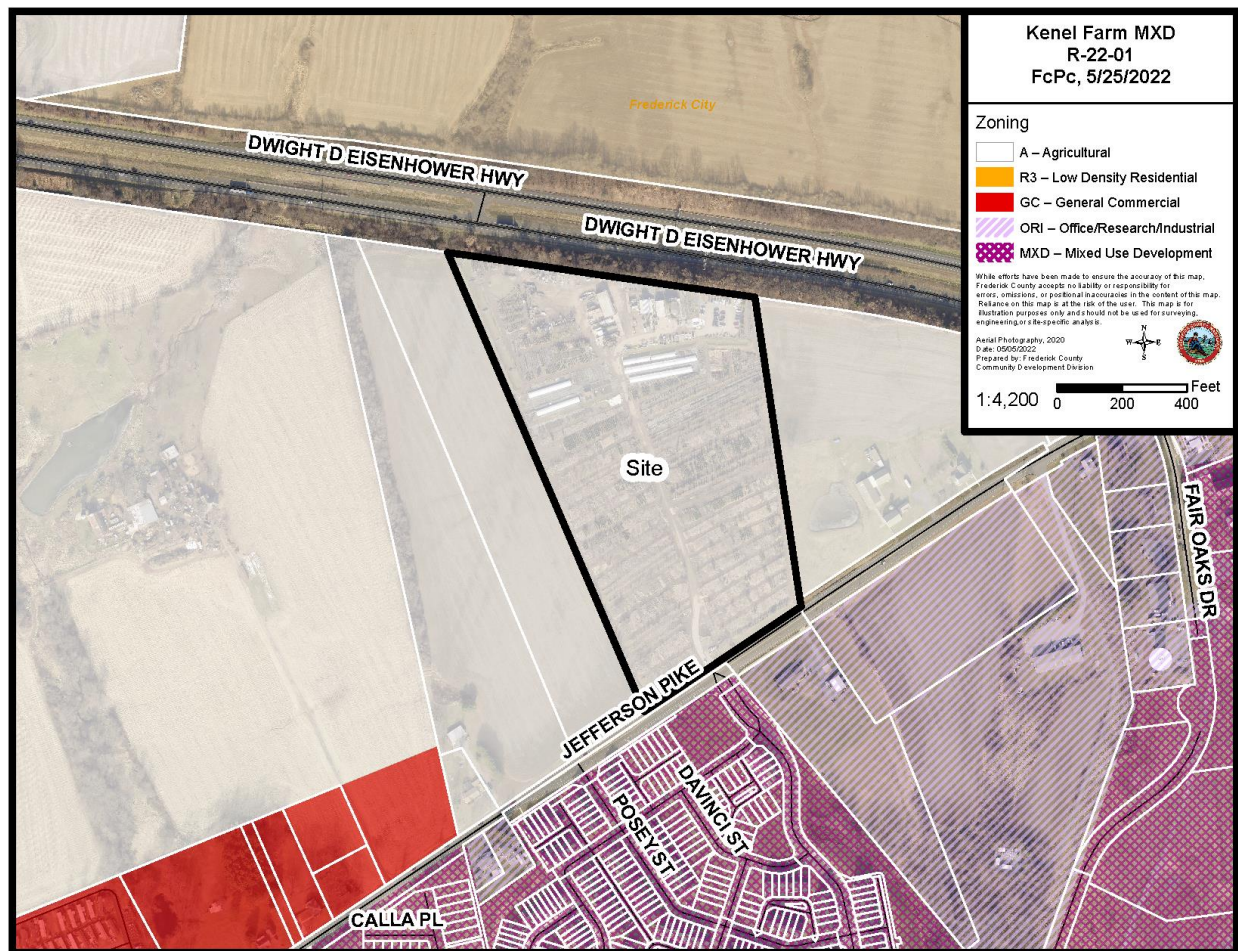 Kenel Farm MXD
R-22-01
FcPc, 5/25/2022
Zoning
A – Agricultural
R3 – Low Density Residential
GC – General Commercial
ORI – Office/Research/Industrial
MXD – Mixed Use Development
While efforts have been made to ensure the accuracy of this map,
Frederick County accepts no liability or responsibility for
errors, omissions, or positional inaccuracies in the content of this map.
Reliance on this map is at the risk of the user. This map is for
illustration purposes only and should not be used for surveying,
engineering, or site-specific analysis.
Aerial Photography, 2020
Date: 05/05/2022
Prepared by: Frederick County
Community Development Division
N
W E
S
1:4,200
Feet
0 200 400
Frederick City
DWIGHT D EISENHOWER HWY
DWIGHT D EISENHOWER HWY
Site
FAIR OAKS DR
JEFFERSON PIKE
DAVINCI ST
POSEY ST
CALLA PL